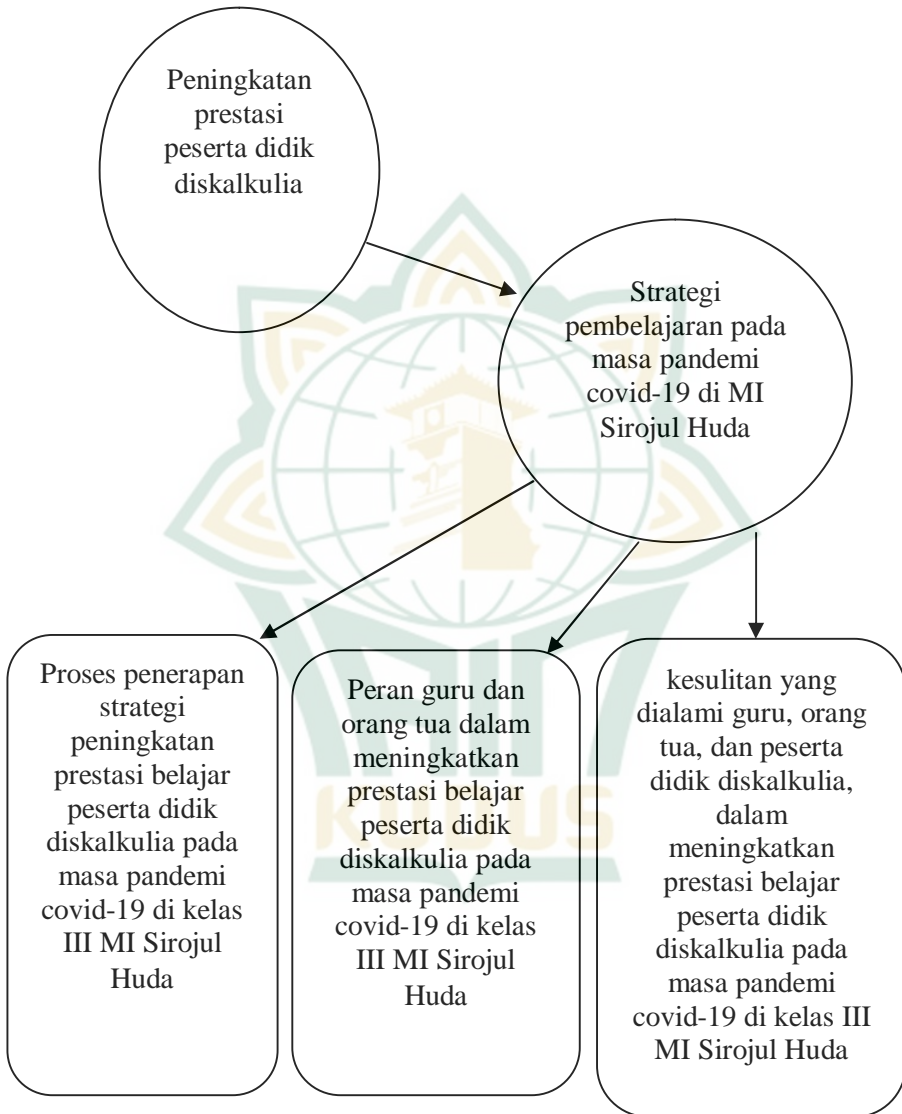 Peningkatan
prestasi
peserta didik
diskalkulia
Strategi
pembelajaran pada
masa pandemi
covid-19 di MI
Sirojul Huda
Proses penerapan
strategi
peningkatan
prestasi belajar
peserta didik
diskalkulia pada
masa pandemi
covid-19 di kelas
III MI Sirojul
Huda
Peran guru dan
orang tua dalam
meningkatkan
prestasi belajar
peserta didik
diskalkulia pada
masa pandemi
covid-19 di kelas
III MI Sirojul
Huda
kesulitan yang
dialami guru, orang
tua, dan peserta
didik diskalkulia,
dalam
meningkatkan
prestasi belajar
peserta didik
diskalkulia pada
masa pandemi
covid-19 di kelas III
MI Sirojul Huda
KUDUS